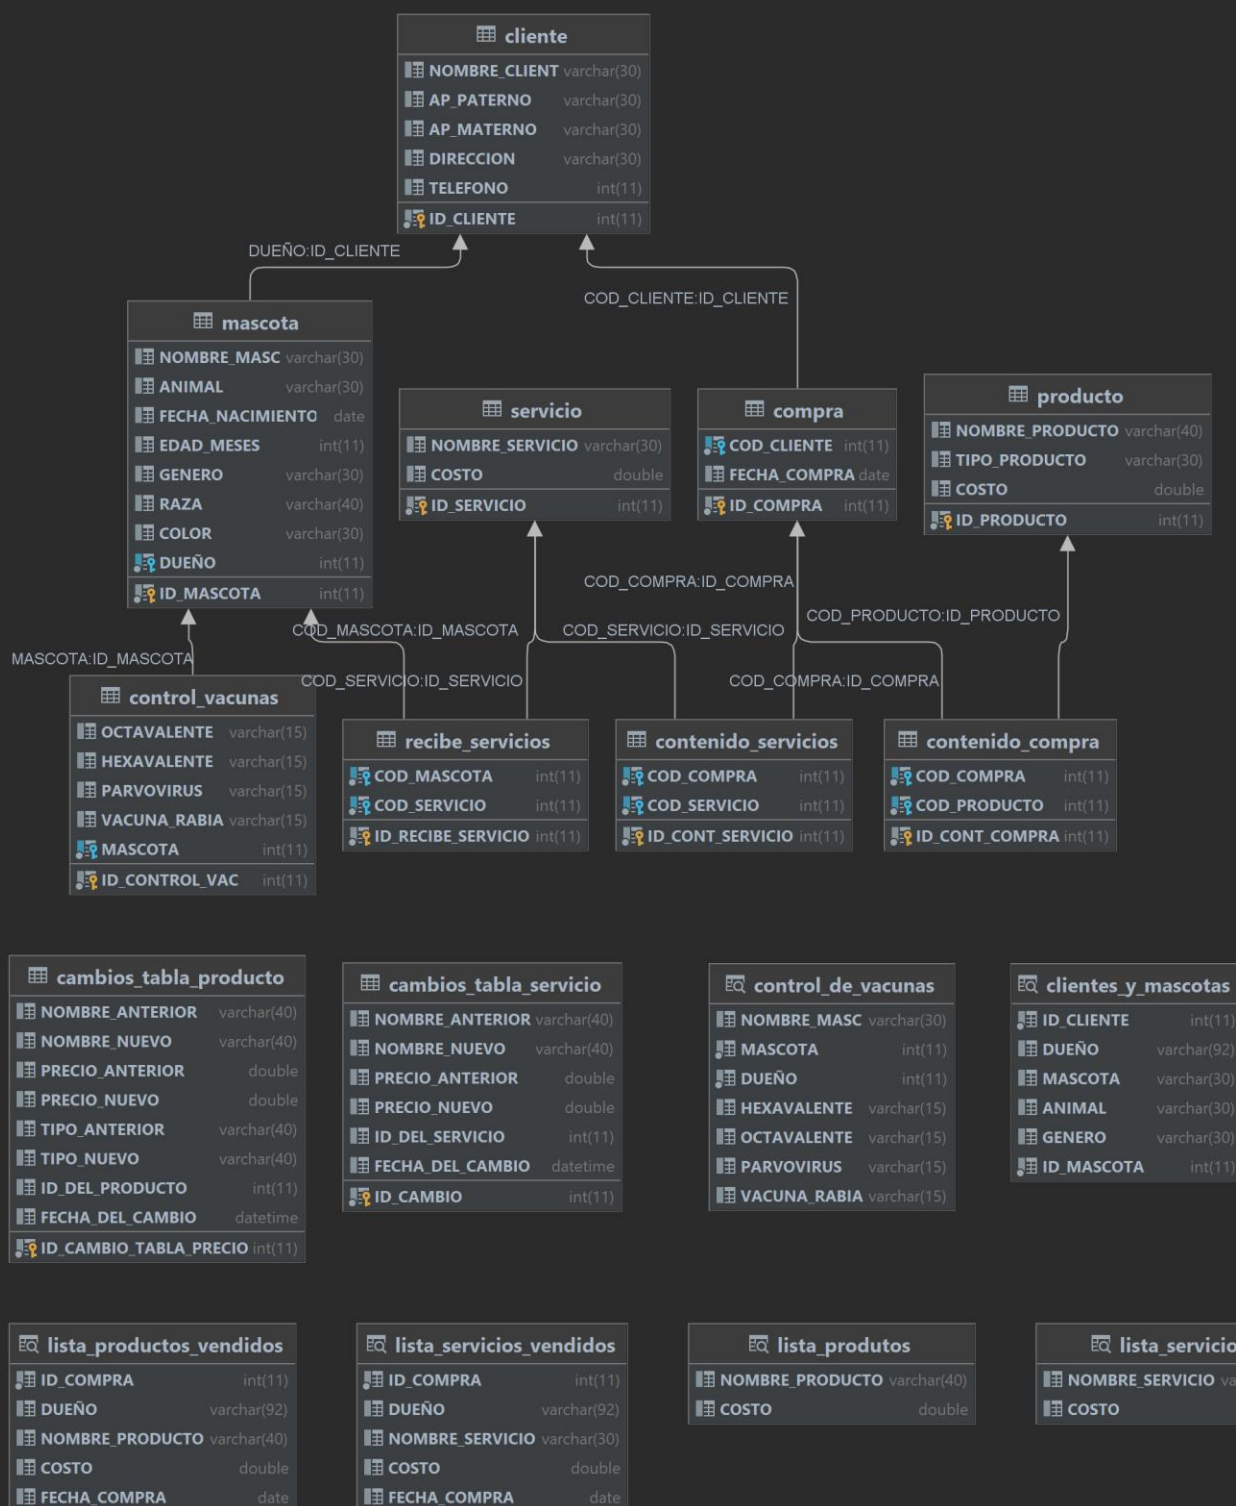 cliente
NOMBRE_CLIENT varchar(30)
AP_PATERNO varchar(30)
AP_MATERNO varchar(30)
DIRECCION varchar(30)
TELEFONO int(11)
ID_CLIENTE int(11)
DUEÑO:ID_CLIENTE
COD_CLIENTE:ID_CLIENTE
mascota
NOMBRE_MASC varchar(30)
ANIMAL varchar(30)
FECHA_NACIMIENTO date
EDAD_MESES int(11)
GENERO varchar(30)
RAZA varchar(40)
COLOR varchar(30)
DUEÑO int(11)
ID_MASCOTA int(11)
servicio
NOMBRE_SERVICIO varchar(30)
COSTO double
ID_SERVICIO int(11)
compra
COD_CLIENTE int(11)
FECHA_COMPRA date
ID_COMPRA int(11)
producto
NOMBRE_PRODUCTO varchar(40)
TIPO_PRODUCTO varchar(30)
COSTO double
ID_PRODUCTO int(11)
COD_COMPRA:ID_COMPRA
COD_PRODUCTO:ID_PRODUCTO
COD_MASCOTA:ID_MASCOTA
COD_SERVICIO:ID_SERVICIO
MASCOTA:ID_MASCOTA
COD_SERVICIO:ID_SERVICIO
COD_COMPRA:ID_COMPRA
control_vacunas
OCTAVALENTE varchar(15)
HEXAVALENTE varchar(15)
PARVOVIRUS varchar(15)
VACUNA_RABIA varchar(15)
MASCOTA int(11)
ID_CONTROL_VAC int(11)
recibe_servicios
COD_MASCOTA int(11)
COD_SERVICIO int(11)
ID_RECIBE_SERVICIO int(11)
contenido_servicios
COD_COMPRA int(11)
COD_SERVICIO int(11)
ID_CONT_SERVICIO int(11)
contenido_compra
COD_COMPRA int(11)
COD_PRODUCTO int(11)
ID_CONT_COMPRA int(11)
cambios_tabla_producto
NOMBRE_ANTERIOR varchar(40)
NOMBRE_NUEVO varchar(40)
PRECIO_ANTERIOR double
PRECIO_NUEVO double
TIPO_ANTERIOR varchar(40)
TIPO_NUEVO varchar(40)
ID_DEL_PRODUCTO int(11)
FECHA_DEL_CAMBIO datetime
ID_CAMBIO_TABLA_PRECIO int(11)
cambios_tabla_servicio
NOMBRE_ANTERIOR varchar(40)
NOMBRE_NUEVO varchar(40)
PRECIO_ANTERIOR double
PRECIO_NUEVO double
ID_DEL_SERVICIO int(11)
FECHA_DEL_CAMBIO datetime
ID_CAMBIO int(11)
control_de_vacunas
NOMBRE_MASC varchar(30)
MASCOTA int(11)
DUEÑO int(11)
HEXAVALENTE varchar(15)
OCTAVALENTE varchar(15)
PARVOVIRUS varchar(15)
VACUNA_RABIA varchar(15)
clientes_y_mascotas
ID_CLIENTE int(11)
DUEÑO varchar(92)
MASCOTA varchar(30)
ANIMAL varchar(30)
GENERO varchar(30)
ID_MASCOTA int(11)
lista_productos_vendidos
ID_COMPRA int(11)
DUEÑO varchar(92)
NOMBRE_PRODUCTO varchar(40)
COSTO double
FECHA_COMPRA date
lista_servicios_vendidos
ID_COMPRA int(11)
DUEÑO varchar(92)
NOMBRE_SERVICIO varchar(30)
COSTO double
FECHA_COMPRA date
lista_produtos
NOMBRE_PRODUCTO varchar(40)
COSTO double
lista_servicio
NOMBRE_SERVICIO va
COSTO